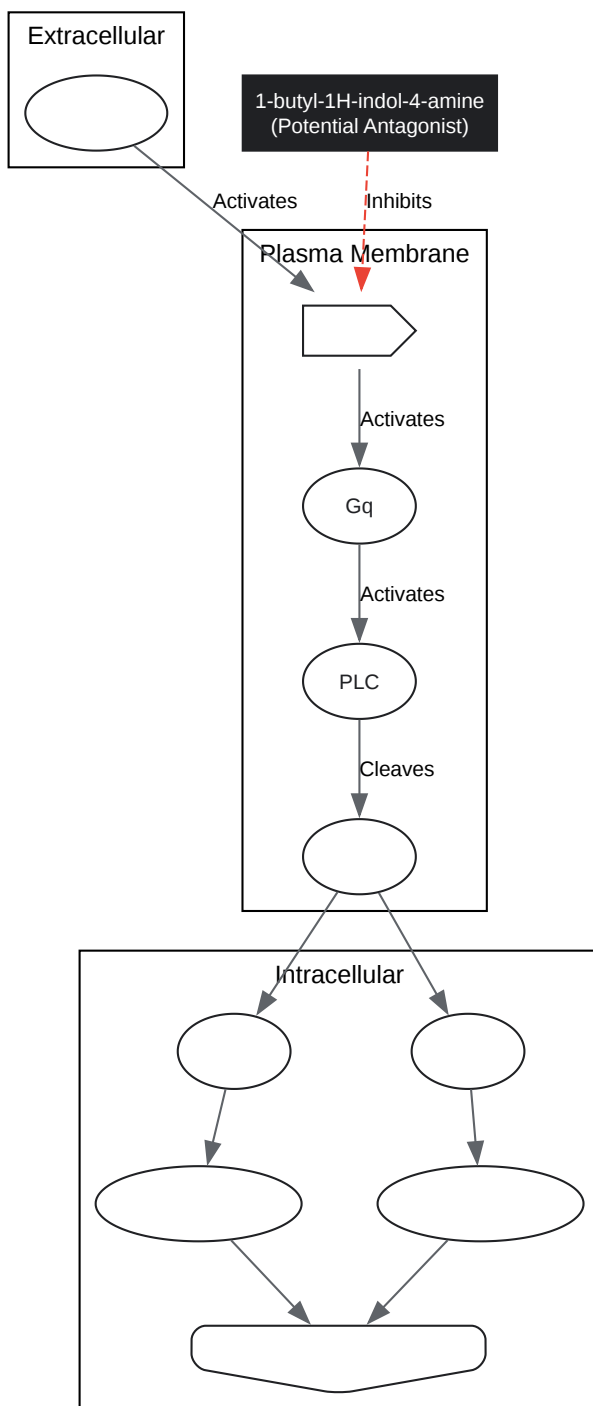 Extracellular
1-butyl-1H-indol-4-amine
(Potential Antagonist)
Activates
Inhibits
Plasma Membrane
Activates
Gq
Activates
PLC
Cleaves
Intracellular